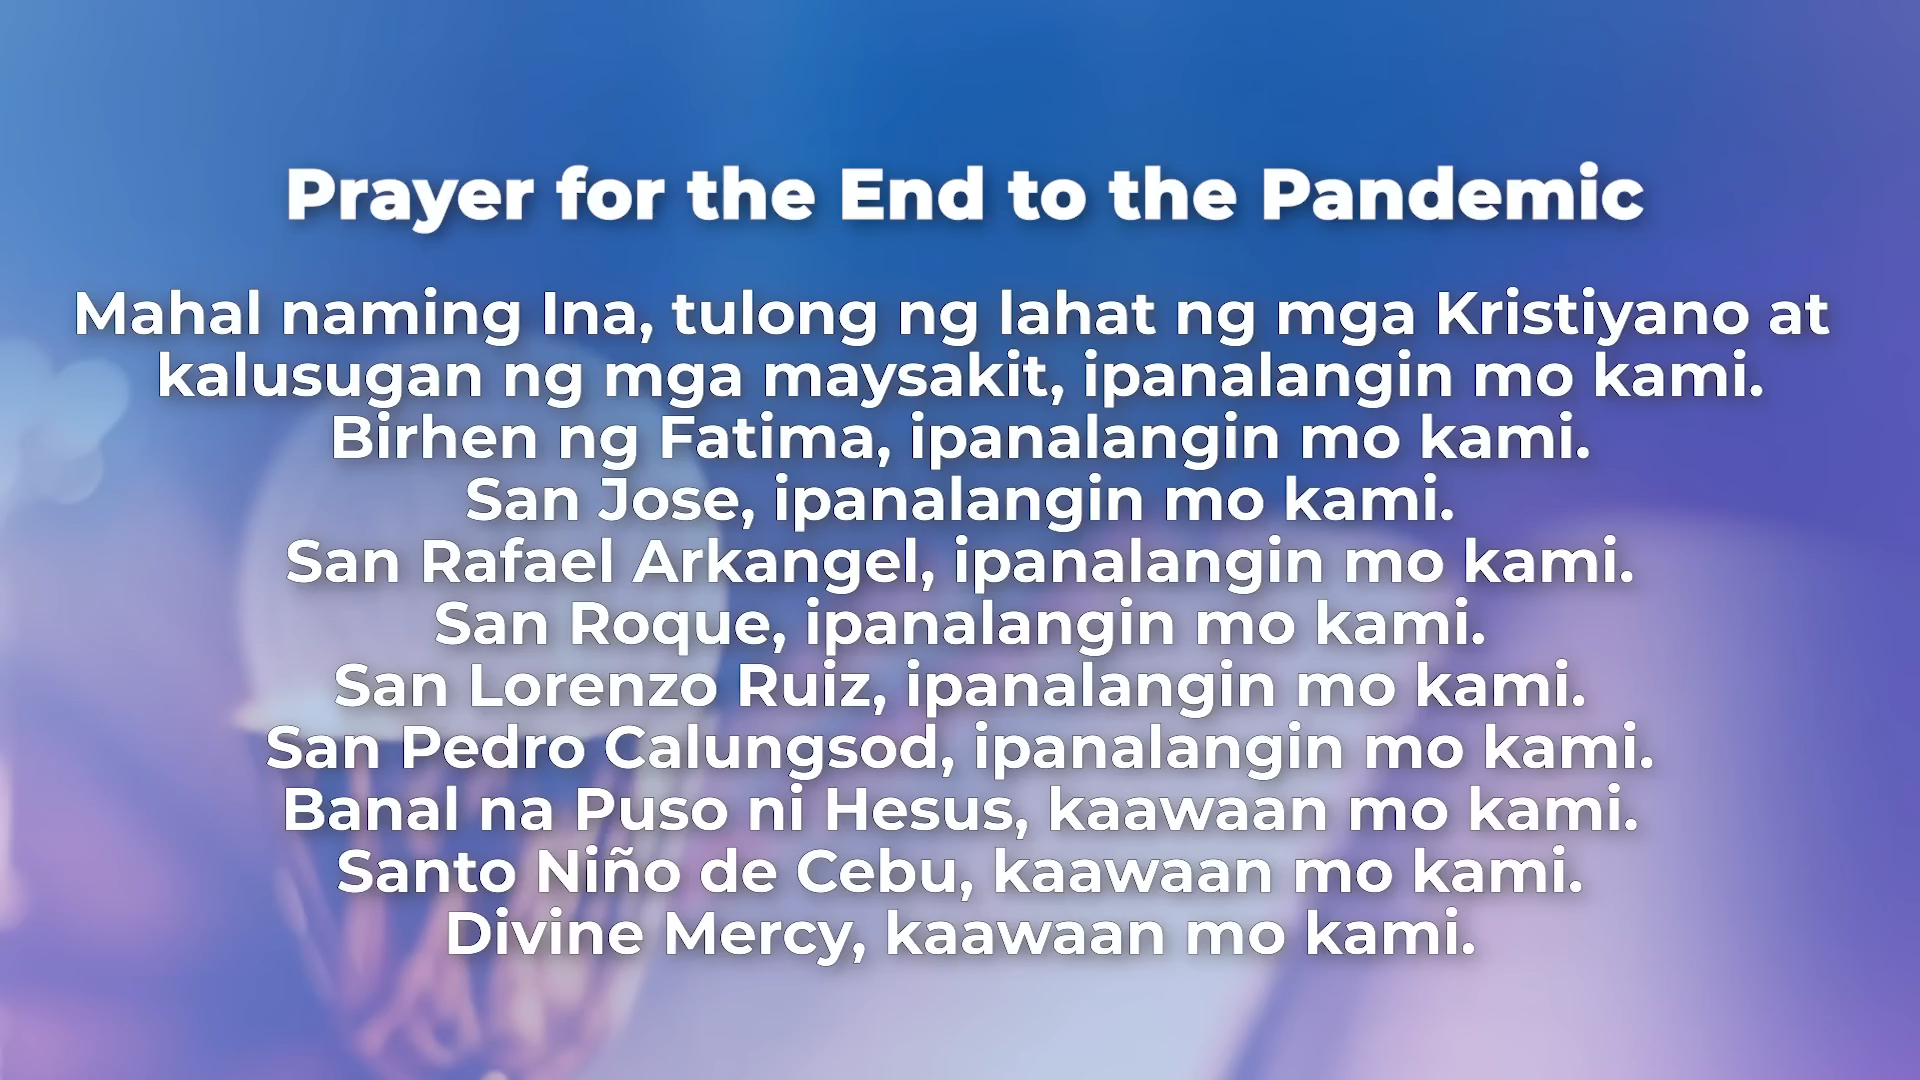 Prayer for the End to the Pandemic
Mahal naming Ina, tulong ng lahat ng mga Kristiyano at
kalusugan ng mga maysakit, ipanalangin mo kami.
Birhen ng Fatima, ipanalangin mo kami.
San Jose, ipanalangin mo kami.
San Rafael Arkangel, ipanalangin mo kami.
San Roque, ipanalangin mo kami.
San Lorenzo Ruiz, ipanalangin mo kami.
San Pedro Calungsod, ipanalangin mo kami.
Banal na Puso ni Hesus, kaawaan mo kami.
Santo Niño de Cebu, kaawaan mo kami.
Divine Mercy, kaawaan mo kami.